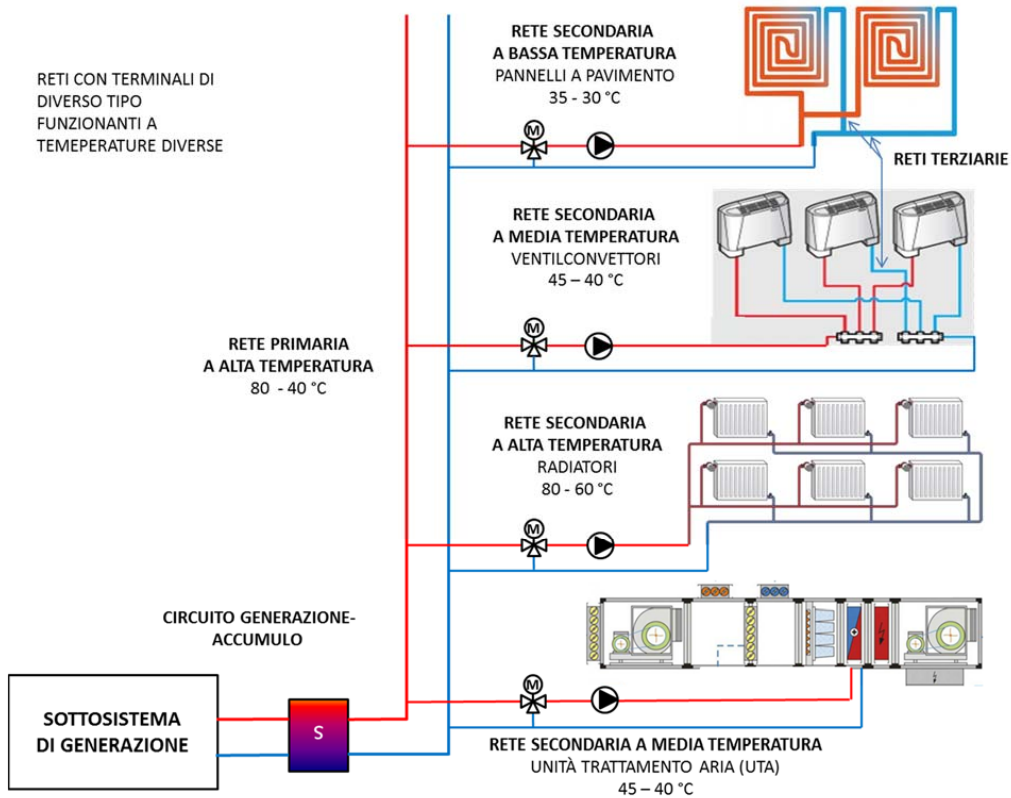 RETI CON TERMINALI DI
DIVERSO TIPO
FUNZIONANTI A
TEMEPERATURE DIVERSE
RETE SECONDARIA
A BASSA TEMPERATURA
PANNELLI A PAVIMENTO
35 - 30 °C
M
RETI TERZIARIE
RETE SECONDARIA
A MEDIA TEMPERATURA
VENTILCONVETTORI
45 – 40 °C
M
RETE PRIMARIA
A ALTA TEMPERATURA
80 - 40 °C
RETE SECONDARIA
A ALTA TEMPERATURA
RADIATORI
80 - 60 °C
M
CIRCUITO GENERAZIONE-
ACCUMULO
M
SOTTOSISTEMA
DI GENERAZIONE
S
RETE SECONDARIA A MEDIA TEMPERATURA
UNITÀ TRATTAMENTO ARIA (UTA)
45 – 40 °C